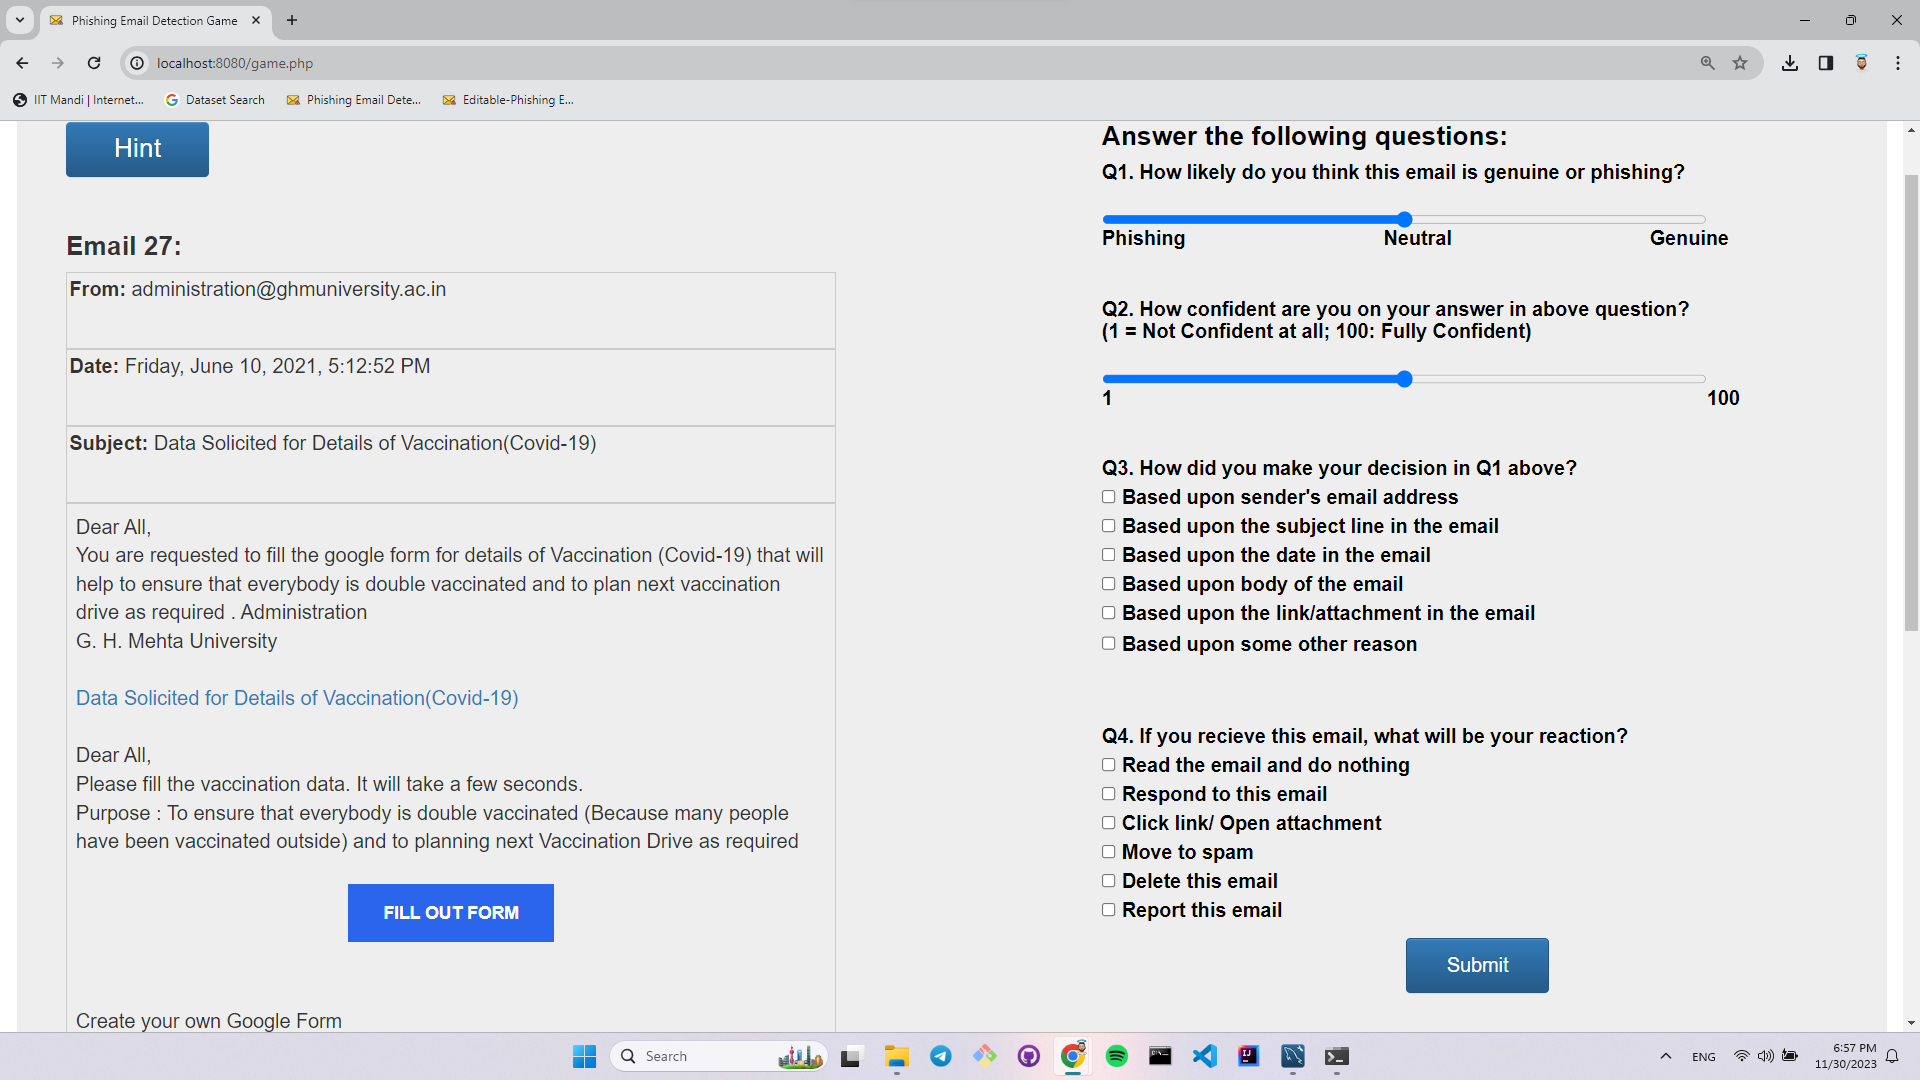 Phishing Email Detection Game
localhost:8080/game.php
IIT Mandi | Internet...
Dataset Search
Phishing Email Dete...
Editable-Phishing E...
Hint
Email 27:
From: administration@ghmuniversity.ac.in
Date: Friday, June 10, 2021, 5:12:52 PM
Subject: Data Solicited for Details of Vaccination(Covid-19)
Dear All,
You are requested to fill the google form for details of Vaccination (Covid-19) that will
help to ensure that everybody is double vaccinated and to plan next vaccination
drive as required . Administration
G. H. Mehta University
Data Solicited for Details of Vaccination(Covid-19)
Dear All,
Please fill the vaccination data. It will take a few seconds.
Purpose : To ensure that everybody is double vaccinated (Because many people
have been vaccinated outside) and to planning next Vaccination Drive as required
FILL OUT FORM
Create your own Google Form
Answer the following questions:
Q1. How likely do you think this email is genuine or phishing?
Phishing Neutral Genuine
Q2. How confident are you on your answer in above question?
(1 = Not Confident at all; 100: Fully Confident)
1 100
Q3. How did you make your decision in Q1 above?
Based upon sender's email address
Based upon the subject line in the email
Based upon the date in the email
Based upon body of the email
Based upon the link/attachment in the email
Based upon some other reason
Q4. If you recieve this email, what will be your reaction?
Read the email and do nothing
Respond to this email
Click link/ Open attachment
Move to spam
Delete this email
Report this email
Submit
Search
ENG
6:57 PM
11/30/2023